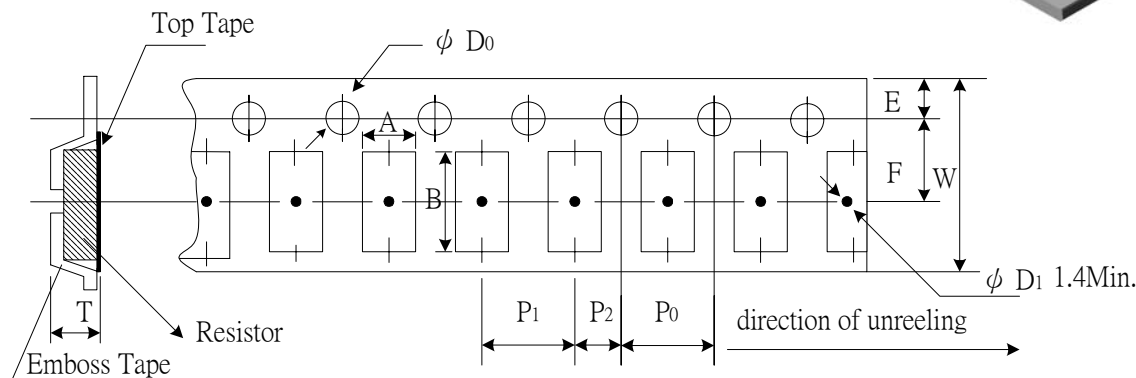 Top Tape
ϕ D0
E
A
F
W
B
ϕ D1 1.4Min.
T
P1
P2
P0
Resistor
direction of unreeling
Emboss Tape